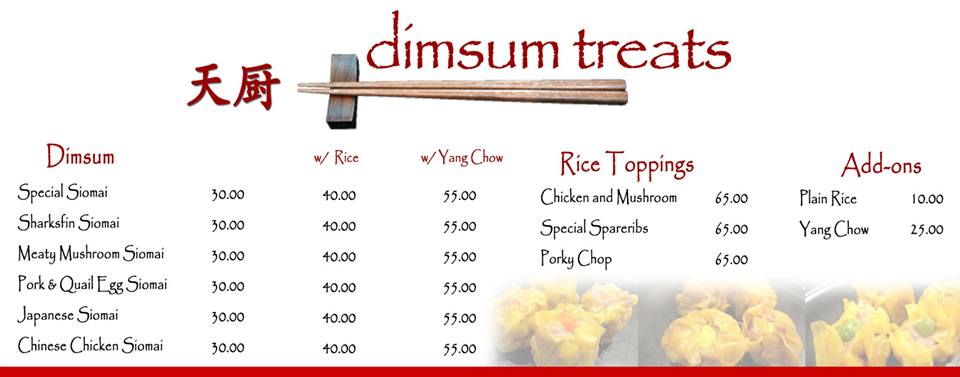 dimsum treats
天厨
Dimsum w/ Rice w/ Yang Chow
Special Siomai 30.00 40.00 55.00
Sharksfin Siomai 30.00 40.00 55.00
Meaty Mushroom Siomai 30.00 40.00 55.00
Pork & Quail Egg Siomai 30.00 40.00 55.00
Japanese Siomai 30.00 40.00 55.00
Chinese Chicken Siomai 30.00 40.00 55.00
Rice Toppings
Chicken and Mushroom 65.00
Special Spareribs 65.00
Porky Chop 65.00
Add-ons
Plain Rice 10.00
Yang Chow 25.00